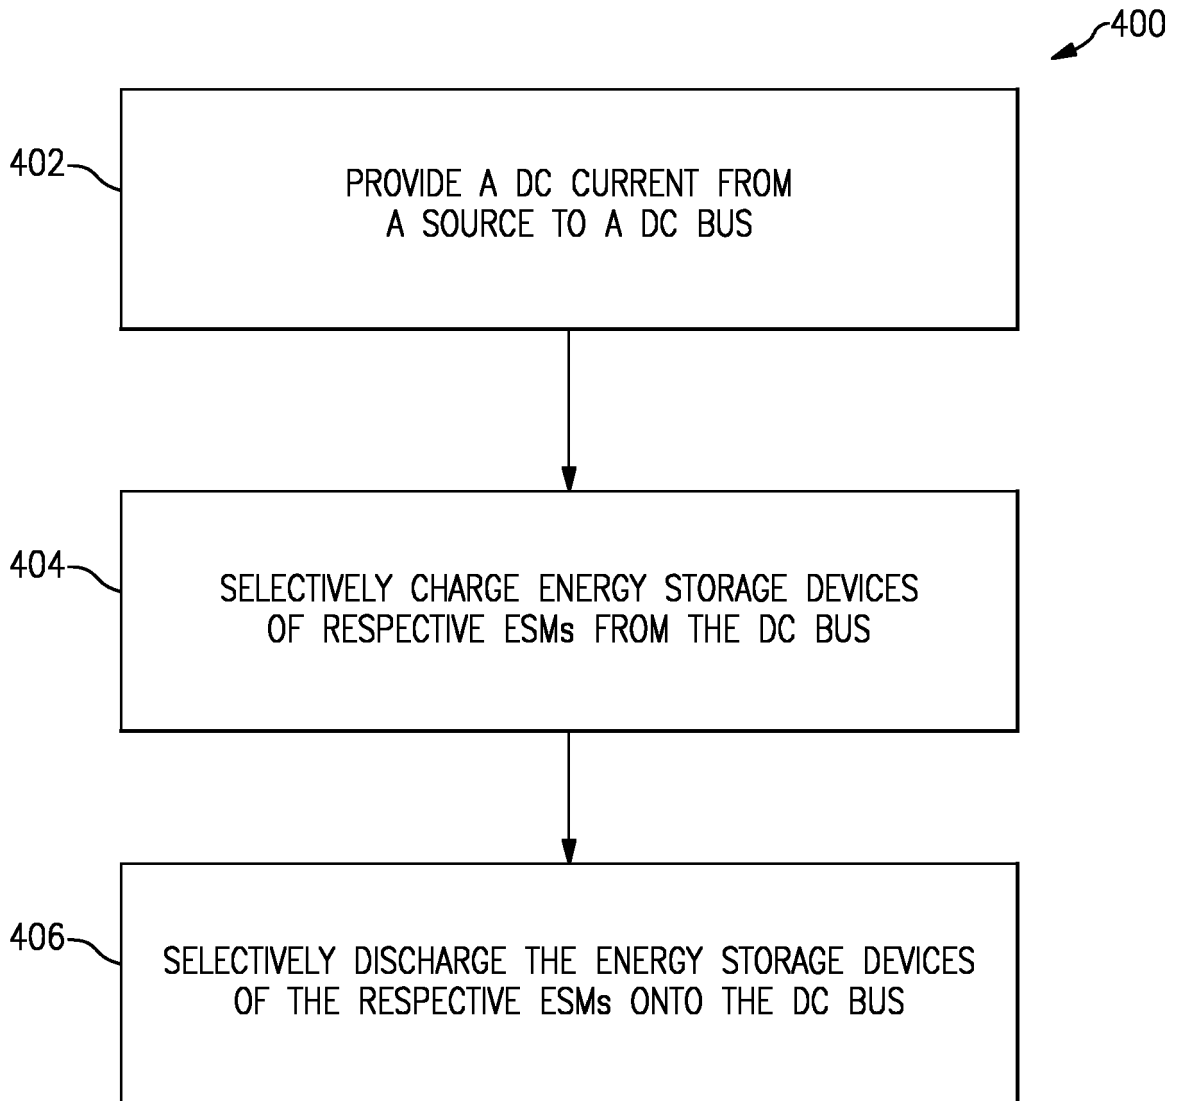 400
402
PROVIDE A DC CURRENT FROM
A SOURCE TO A DC BUS
404
SELECTIVELY CHARGE ENERGY STORAGE DEVICES
OF RESPECTIVE ESMs FROM THE DC BUS
406
SELECTIVELY DISCHARGE THE ENERGY STORAGE DEVICES
OF THE RESPECTIVE ESMs ONTO THE DC BUS